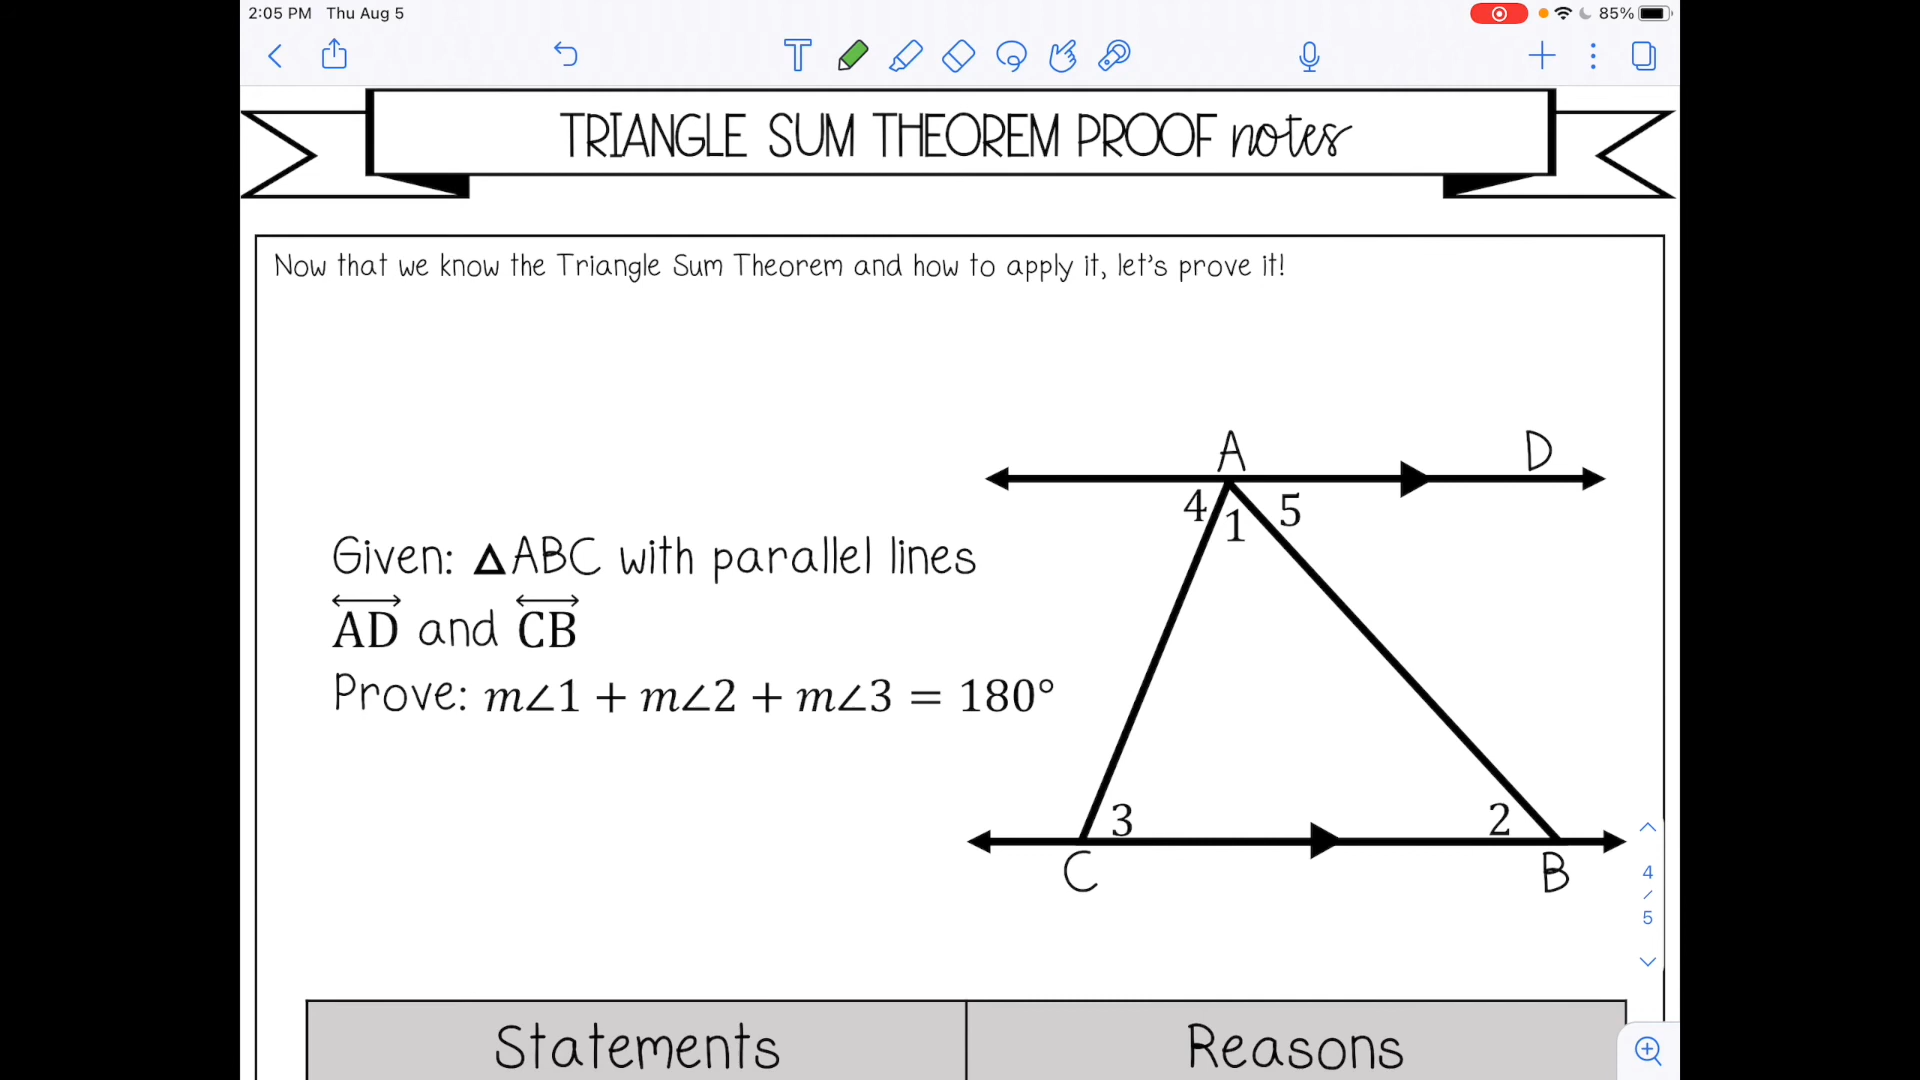 2:05 PM Thu Aug 5
85%
TRIANGLE SUM THEOREM PROOF notes
Now that we know the Triangle Sum Theorem and how to apply it, let's prove it!
A D
4 1 5
Given: △ABC with parallel lines
AD and CB
Prove: m∠1 + m∠2 + m∠3 = 180°
3 2
C B
4
/
5
Statements Reasons